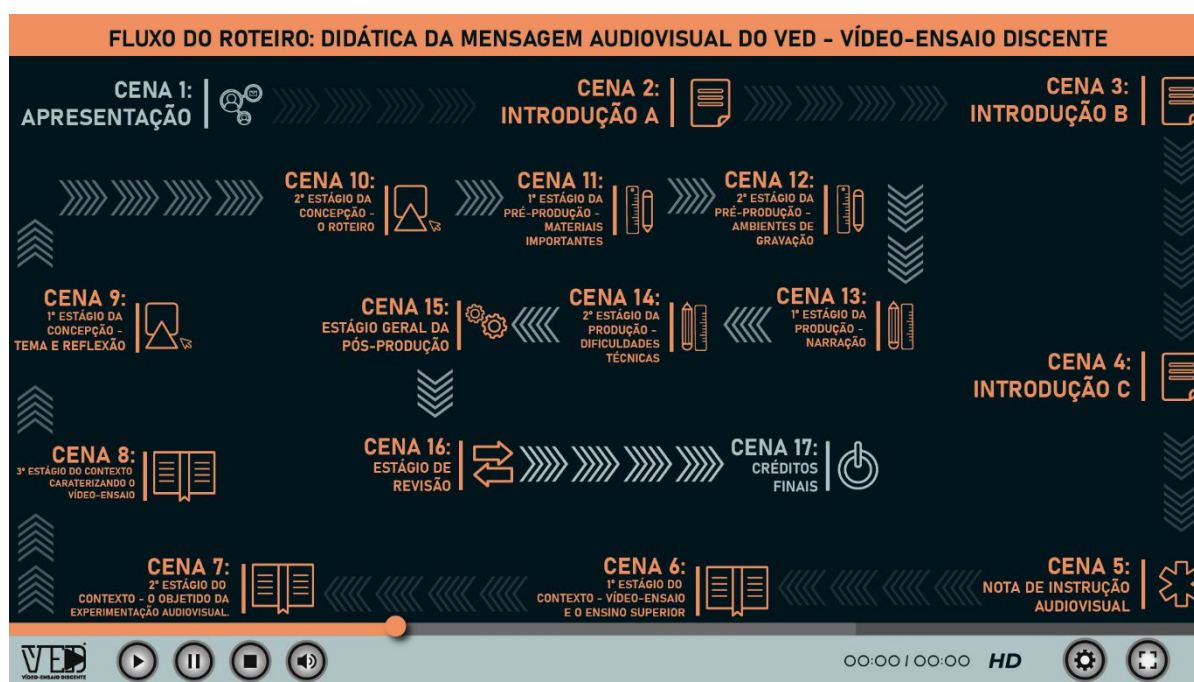 FLUXO DO ROTEIRO: DIDÁTICA DA MENSAGEM AUDIOVISUAL DO VED - VÍDEO-ENSAIO DISCENTE
CENA 1:
APRESENTAÇÃO
CENA 2:
INTRODUÇÃO A
CENA 3:
INTRODUÇÃO B
CENA 4:
INTRODUÇÃO C
CENA 5:
NOTA DE INSTRUÇÃO
AUDIOVISUAL
CENA 6:
1º ESTÁGIO DO
CONTEXTO - VÍDEO-ENSAIO
E O ENSINO SUPERIOR
CENA 7:
2º ESTÁGIO DO
CONTEXTO - O OBJETIDO DA
EXPERIMENTAÇÃO AUDIOVISUAL.
CENA 8:
3º ESTÁGIO DO CONTEXTO
CARATERIZANDO O
VÍDEO-ENSAIO
CENA 9:
1º ESTÁGIO DA
CONCEPÇÃO -
TEMA E REFLEXÃO
CENA 10:
2º ESTÁGIO DA
CONCEPÇÃO -
O ROTEIRO
CENA 11:
1º ESTÁGIO DA
PRÉ-PRODUÇÃO -
MATERIAIS
IMPORTANTES
CENA 12:
2º ESTÁGIO DA
PRÉ-PRODUÇÃO -
AMBIENTES DE
GRAVAÇÃO
CENA 13:
1º ESTÁGIO DA
PRODUÇÃO -
NARRAÇÃO
CENA 14:
2º ESTÁGIO DA
PRODUÇÃO -
DIFICULDADES
TÉCNICAS
CENA 15:
ESTÁGIO GERAL DA
PÓS-PRODUÇÃO
CENA 16:
ESTÁGIO DE
REVISÃO
CENA 17:
CRÉDITOS
FINAIS
VED
VÍDEO-ENSAIO DISCENTE
00:00 / 00:00 HD